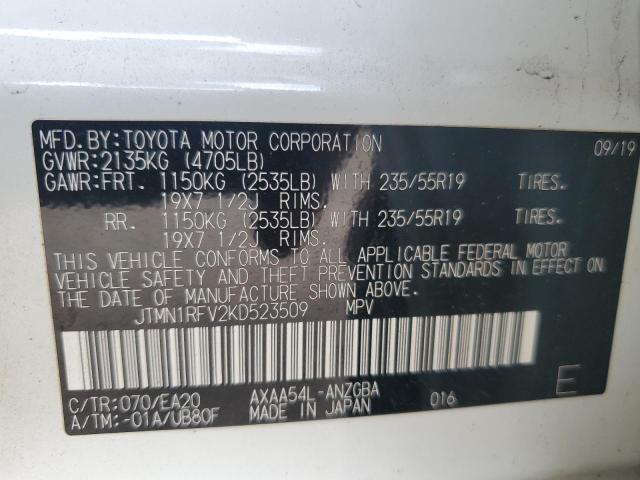 MFD.BY:TOYOTA MOTOR CORPORATION 09/19
GVWR:2135KG (4705LB)
GAWR:FRT. 1150KG (2535LB) WITH 235/55R19 TIRES.
19X7 1/2J RIMS.
RR. 1150KG (2535LB) WITH 235/55R19 TIRES.
19X7 1/2J RIMS.
THIS VEHICLE CONFORMS TO ALL APPLICABLE FEDERAL MOTOR
VEHICLE SAFETY AND THEFT PREVENTION STANDARDS IN EFFECT ON
THE DATE OF MANUFACTURE SHOWN ABOVE.
JTMN1RFV2KD523509 MPV
C/TR:070/EA20 AXAA54L-ANZGBA 016 E
A/TM:-01A/UB80F MADE IN JAPAN